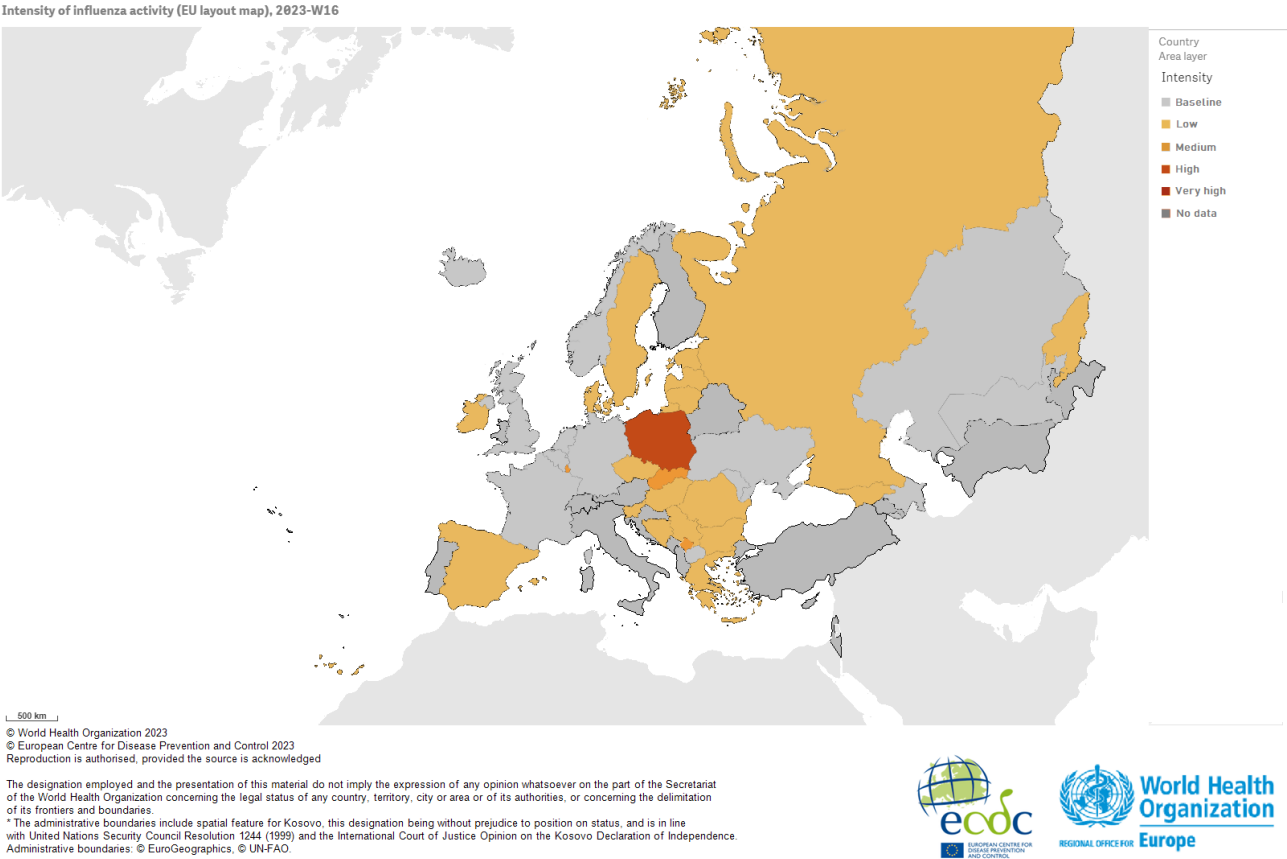 Intensity of influenza activity (EU layout map), 2023-W16
Country
Area layer
Intensity
Baseline
Low
Medium
High
Very high
No data
500 km
© World Health Organization 2023
© European Centre for Disease Prevention and Control 2023
Reproduction is authorised, provided the source is acknowledged
The designation employed and the presentation of this material do not imply the expression of any opinion whatsoever on the part of the Secretariat
of the World Health Organization concerning the legal status of any country, territory, city or area or of its authorities, or concerning the delimitation
of its frontiers and boundaries.
* The administrative boundaries include spatial feature for Kosovo, this designation being without prejudice to position on status, and is in line
with United Nations Security Council Resolution 1244 (1999) and the International Court of Justice Opinion on the Kosovo Declaration of Independence.
Administrative boundaries: © EuroGeographics, © UN-FAO.
ecdc
EUROPEAN CENTRE FOR
DISEASE PREVENTION
AND CONTROL
World Health
Organization
REGIONAL OFFICE FOR Europe